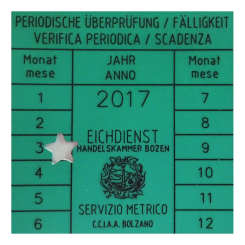 PERIODISCHE ÜBERPRÜFUNG / FÄLLIGKEIT
VERIFICA PERIODICA / SCADENZA
Monat JAHR Monat
mese ANNO mese
1 2017 7
2 8
3 EICHDIENST 9
HANDELSKAMMER BOZEN
4 10
5 11
SERVIZIO METRICO
6 C.C.I.A.A. BOLZANO 12